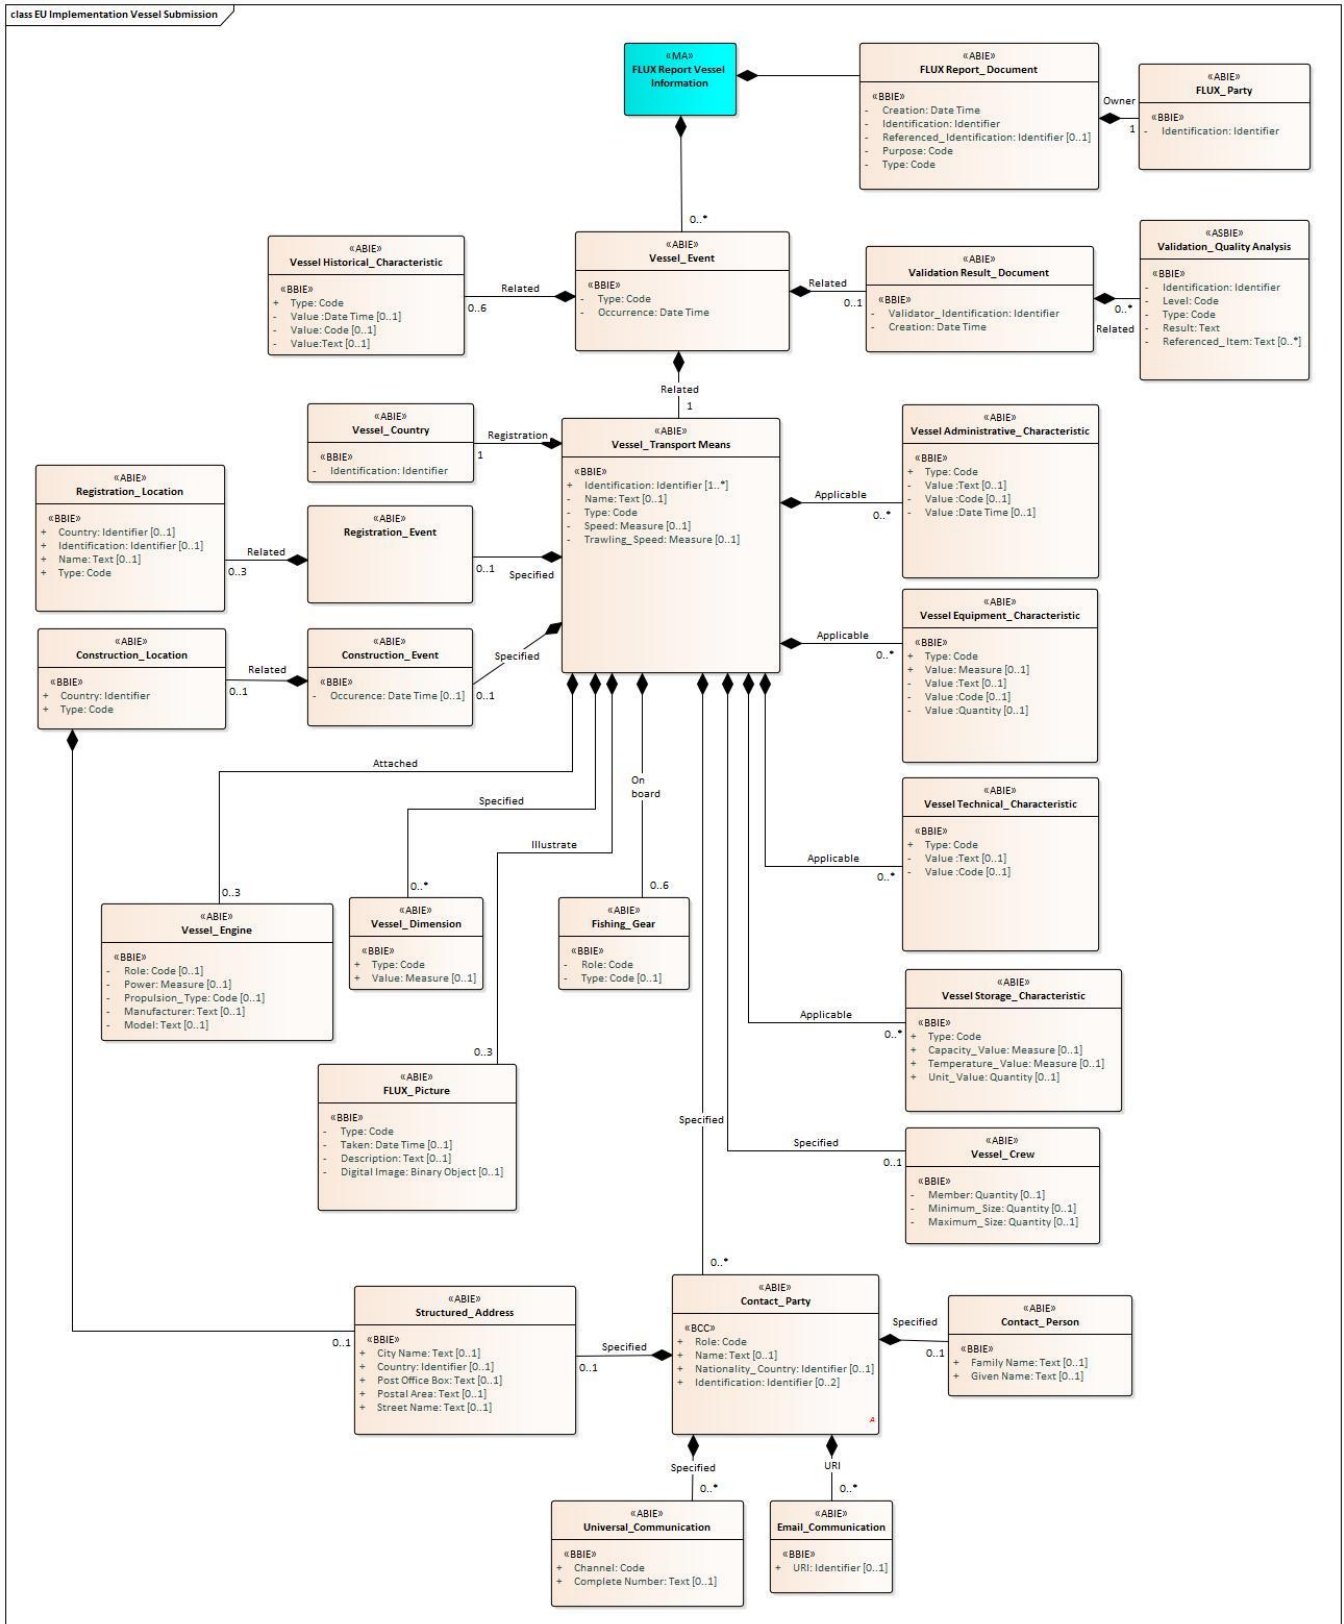 class EU Implementation Vessel Submission
«MA»
FLUX Report Vessel
Information
«ABIE»
FLUX Report_Document
«BBIE»
- Creation: Date Time
- Identification: Identifier
- Referenced_Identification: Identifier [0..1]
- Purpose: Code
- Type: Code
Owner
1
«ABIE»
FLUX_Party
«BBIE»
- Identification: Identifier
0..*
«ABIE»
Vessel Historical_Characteristic
«BBIE»
+ Type: Code
- Value :Date Time [0..1]
- Value: Code [0..1]
- Value:Text [0..1]
Related
0..6
«ABIE»
Vessel_Event
«BBIE»
- Type: Code
- Occurrence: Date Time
Related
0..1
«ABIE»
Validation Result_Document
«BBIE»
- Validator_Identification: Identifier
- Creation: Date Time
0..*
Related
«ASBIE»
Validation_Quality Analysis
«BBIE»
- Identification: Identifier
- Level: Code
- Type: Code
- Result: Text
- Referenced_Item: Text [0..*]
Related
1
«ABIE»
Vessel_Country
«BBIE»
- Identification: Identifier
Registration
1
«ABIE»
Vessel_Transport Means
«BBIE»
+ Identification: Identifier [1..*]
- Name: Text [0..1]
- Type: Code
- Speed: Measure [0..1]
- Trawling_Speed: Measure [0..1]
Applicable
0..*
«ABIE»
Vessel Administrative_Characteristic
«BBIE»
+ Type: Code
- Value :Text [0..1]
- Value :Code [0..1]
- Value :Date Time [0..1]
«ABIE»
Registration_Location
«BBIE»
+ Country: Identifier [0..1]
+ Identification: Identifier [0..1]
+ Name: Text [0..1]
+ Type: Code
Related
0..3
«ABIE»
Registration_Event
0..1
Specified
«ABIE»
Construction_Location
«BBIE»
+ Country: Identifier
+ Type: Code
Related
0..1
«ABIE»
Construction_Event
«BBIE»
- Occurence: Date Time [0..1]
Specified
0..1
Applicable
0..*
«ABIE»
Vessel Equipment_Characteristic
«BBIE»
+ Type: Code
+ Value: Measure [0..1]
- Value :Text [0..1]
- Value :Code [0..1]
- Value :Quantity [0..1]
Attached
0..3
Specified
0..*
Illustrate
0..3
On
board
0..6
Applicable
0..*
«ABIE»
Vessel Technical_Characteristic
«BBIE»
+ Type: Code
- Value :Text [0..1]
- Value :Code [0..1]
«ABIE»
Vessel_Engine
«BBIE»
- Role: Code [0..1]
- Power: Measure [0..1]
- Propulsion_Type: Code [0..1]
- Manufacturer: Text [0..1]
- Model: Text [0..1]
«ABIE»
Vessel_Dimension
«BBIE»
+ Type: Code
+ Value: Measure [0..1]
«ABIE»
Fishing_Gear
«BBIE»
- Role: Code
- Type: Code [0..1]
Applicable
0..*
«ABIE»
Vessel Storage_Characteristic
«BBIE»
+ Type: Code
+ Capacity_Value: Measure [0..1]
+ Temperature_Value: Measure [0..1]
+ Unit_Value: Quantity [0..1]
«ABIE»
FLUX_Picture
«BBIE»
- Type: Code
- Taken: Date Time [0..1]
- Description: Text [0..1]
- Digital Image: Binary Object [0..1]
Specified
0..*
Specified
0..1
«ABIE»
Vessel_Crew
«BBIE»
- Member: Quantity [0..1]
- Minimum_Size: Quantity [0..1]
- Maximum_Size: Quantity [0..1]
0..1
«ABIE»
Structured_Address
«BBIE»
+ City Name: Text [0..1]
+ Country: Identifier [0..1]
+ Post Office Box: Text [0..1]
+ Postal Area: Text [0..1]
+ Street Name: Text [0..1]
Specified
0..1
«ABIE»
Contact_Party
«BCC»
+ Role: Code
+ Name: Text [0..1]
+ Nationality_Country: Identifier [0..1]
+ Identification: Identifier [0..2]
A
Specified
0..1
«ABIE»
Contact_Person
«BBIE»
+ Family Name: Text [0..1]
+ Given Name: Text [0..1]
Specified
0..*
URI
0..*
«ABIE»
Universal_Communication
«BBIE»
+ Channel: Code
+ Complete Number: Text [0..1]
«ABIE»
Email_Communication
«BBIE»
+ URI: Identifier [0..1]